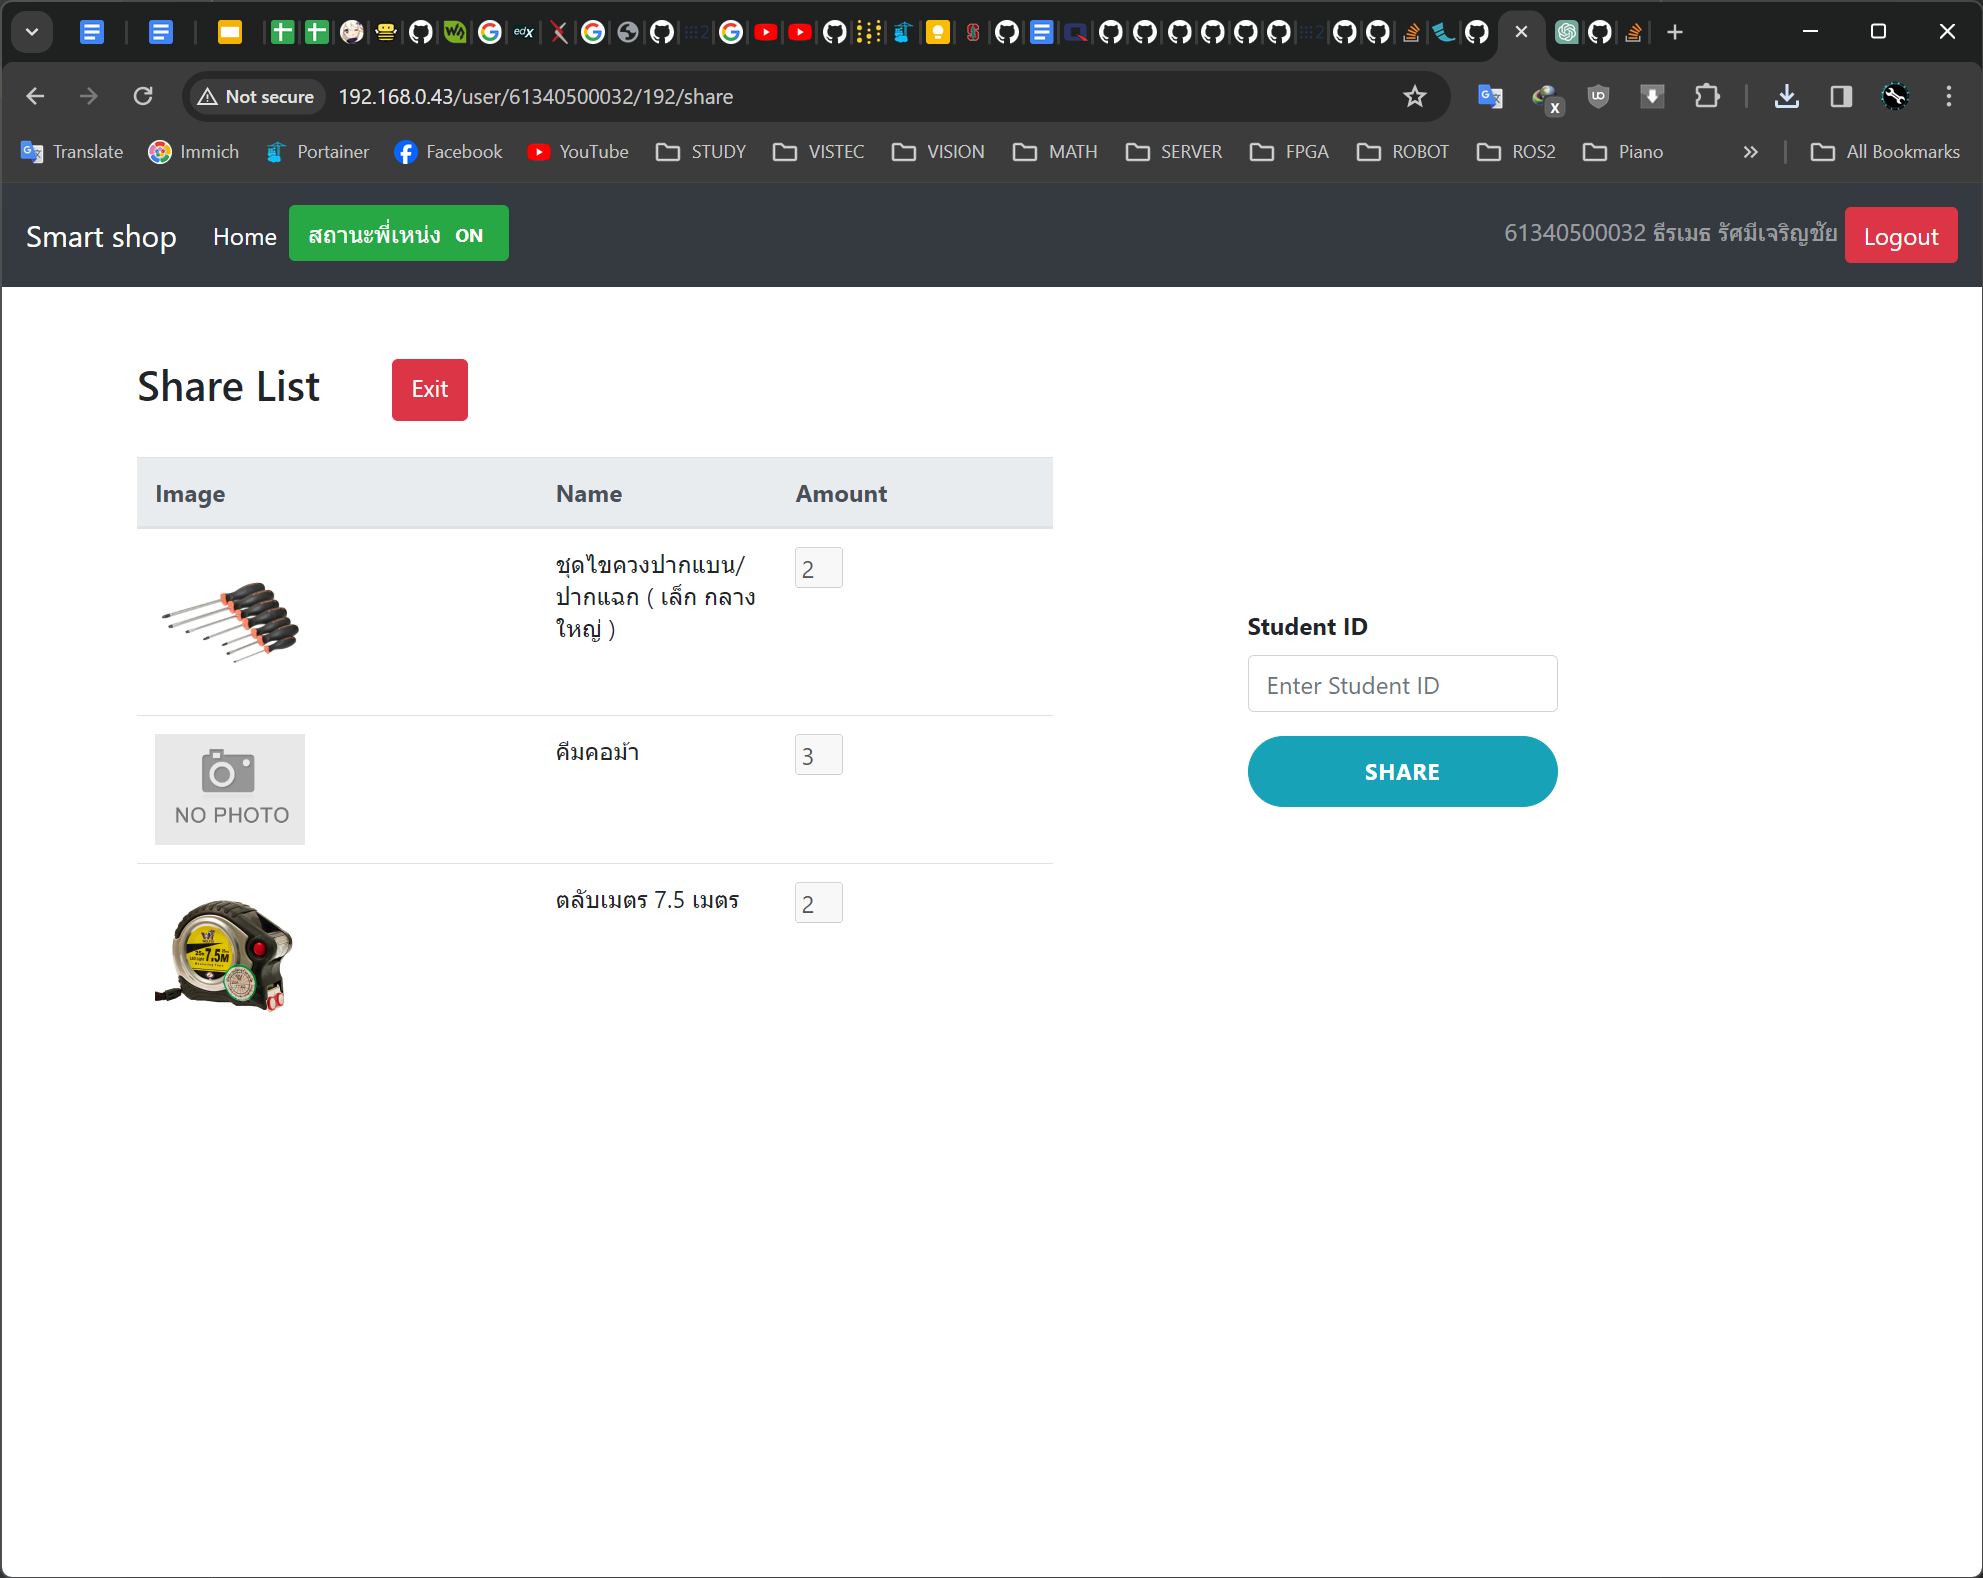 edx
Not secure
192.168.0.43/user/61340500032/192/share
Translate
Immich
Portainer
Facebook
YouTube
STUDY
VISTEC
VISION
MATH
SERVER
FPGA
ROBOT
ROS2
Piano
All Bookmarks
Smart shop
Home
สถานะพี่เหน่ง ON
61340500032 ธีรเมธ รัศมีเจริญชัย
Logout
Share List
Exit
Image
Name
Amount
ชุดไขควงปากแบน/
ปากแฉก ( เล็ก กลาง
ใหญ่ )
2
NO PHOTO
คีมคอม้า
3
7.5M
ตลับเมตร 7.5 เมตร
2
Student ID
Enter Student ID
SHARE